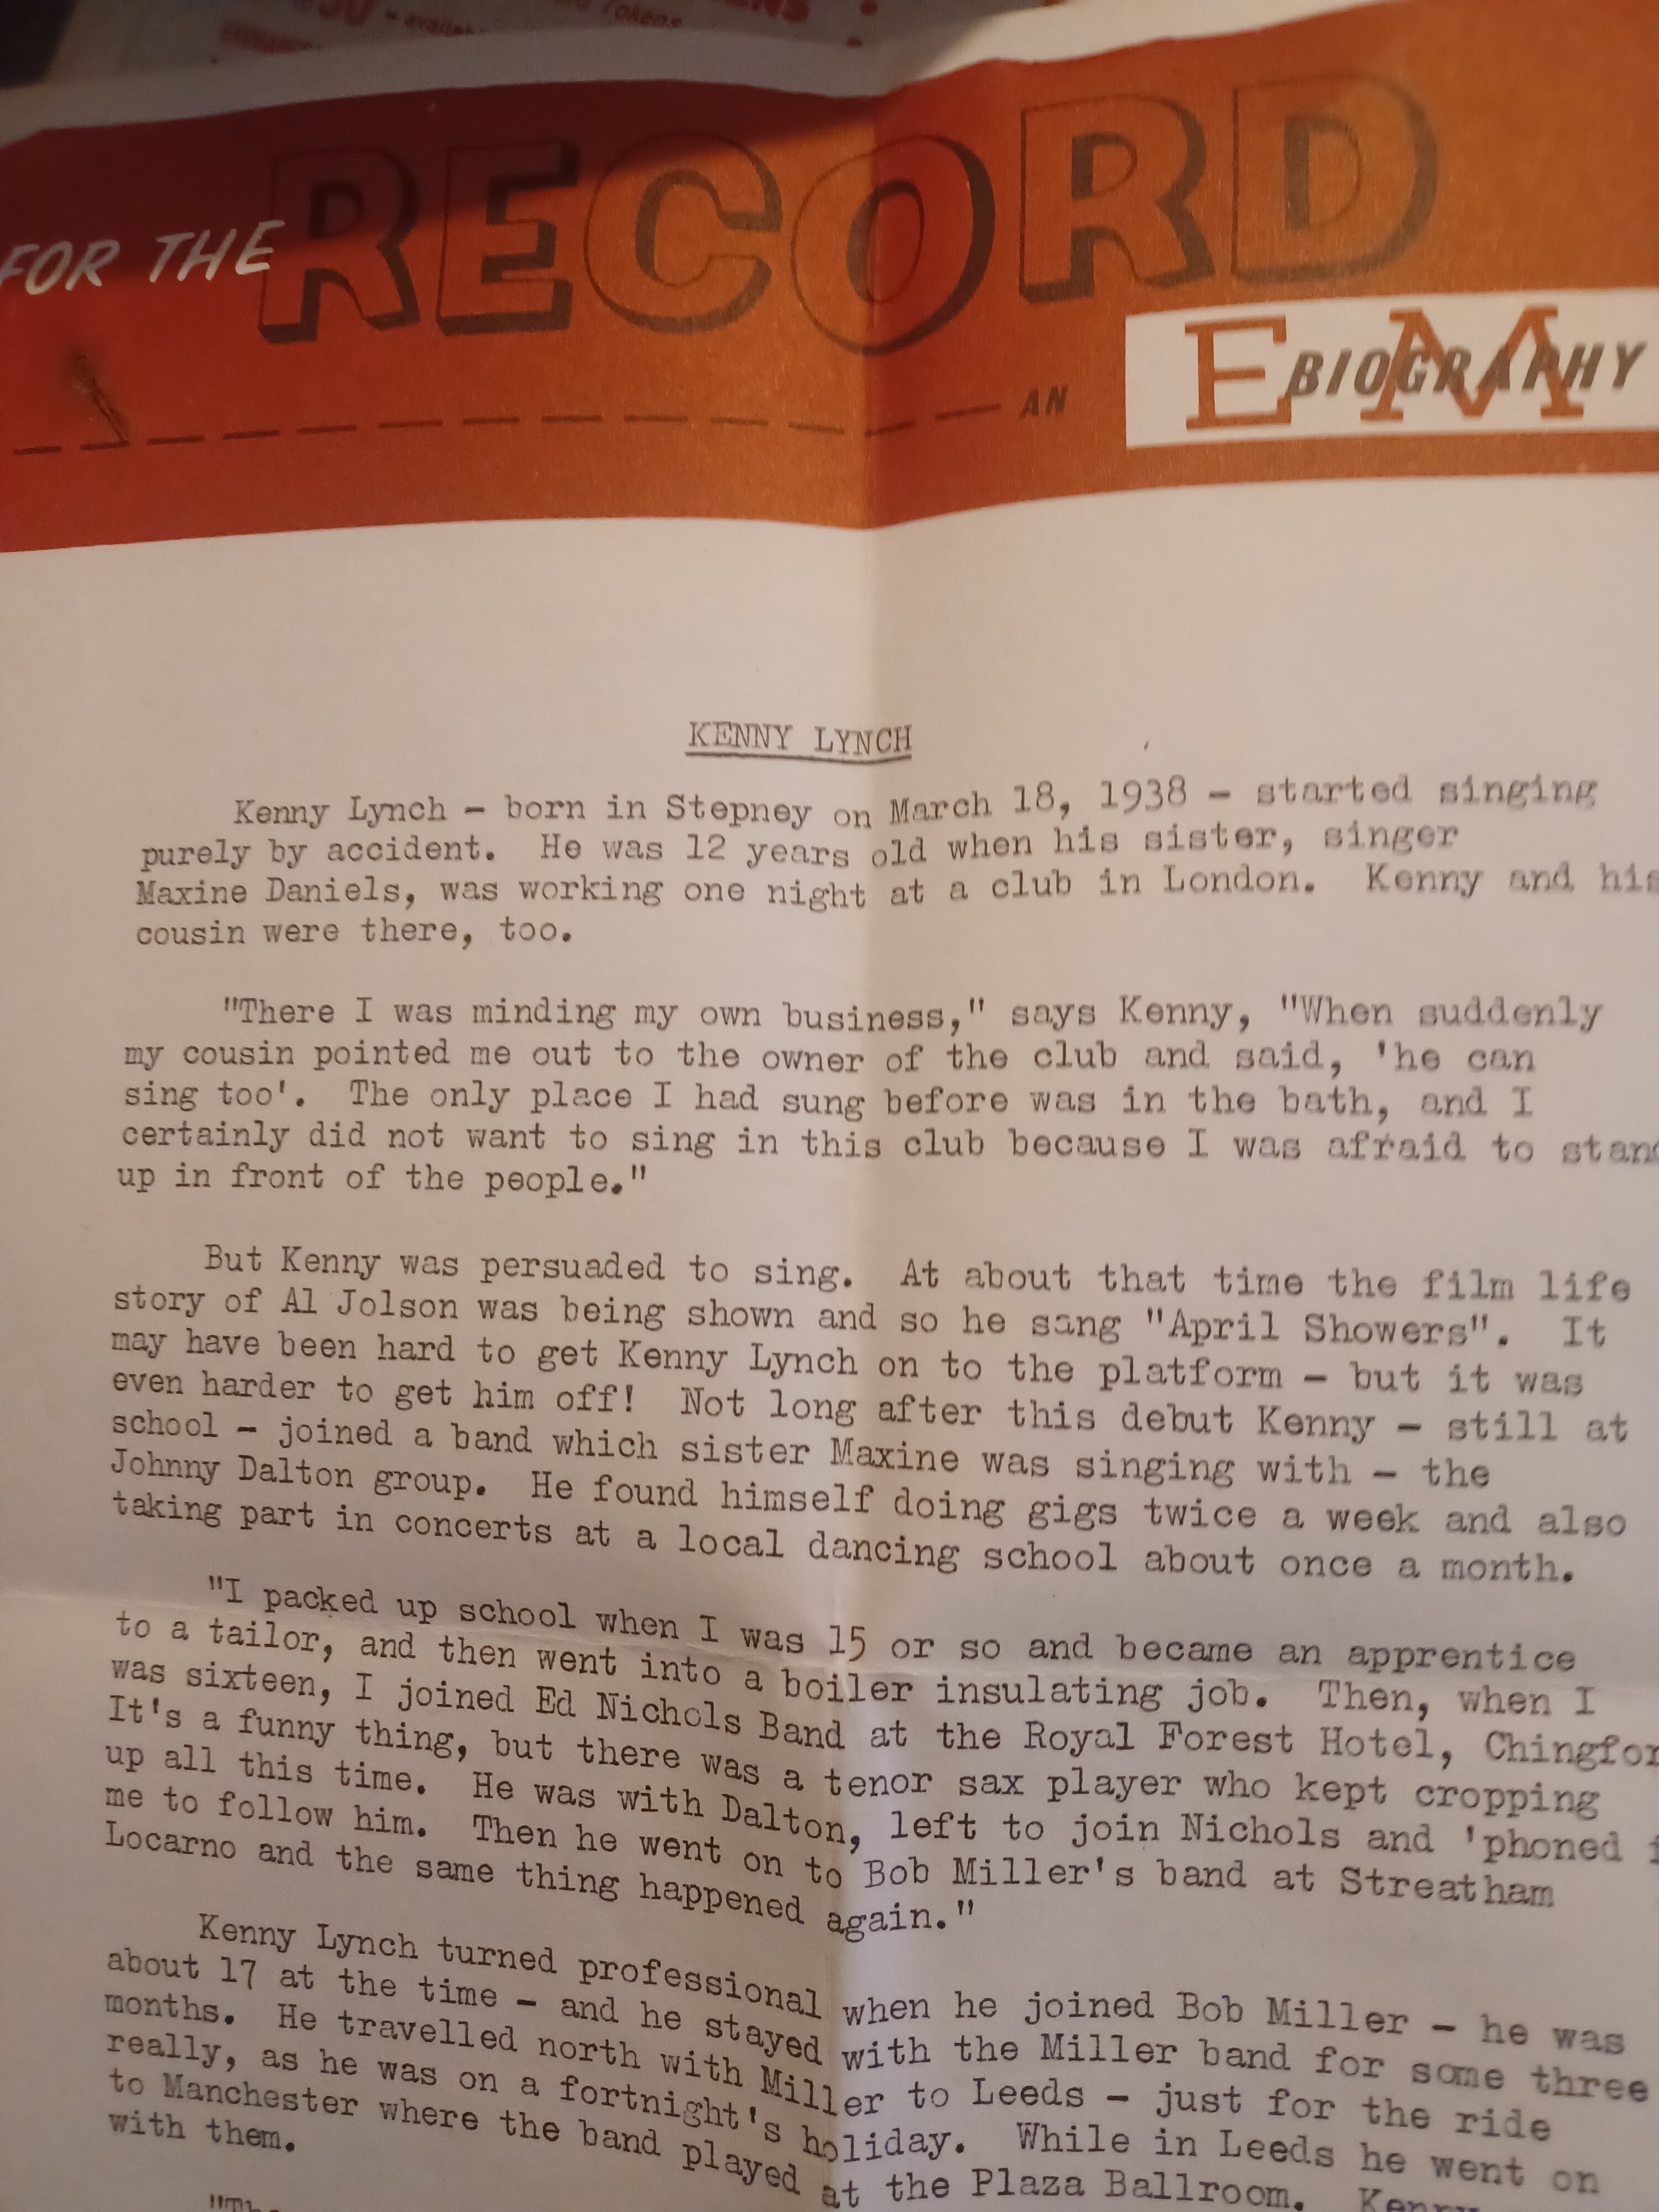 - available
Tokens
FOR THE RECORD
AN EMI BIOGRAPHY
KENNY LYNCH
Kenny Lynch - born in Stepney on March 18, 1938 - started singing
purely by accident. He was 12 years old when his sister, singer
Maxine Daniels, was working one night at a club in London. Kenny and his
cousin were there, too.
"There I was minding my own business," says Kenny, "When suddenly
my cousin pointed me out to the owner of the club and said, 'he can
sing too'. The only place I had sung before was in the bath, and I
certainly did not want to sing in this club because I was afraid to stand
up in front of the people."
But Kenny was persuaded to sing. At about that time the film life
story of Al Jolson was being shown and so he sang "April Showers". It
may have been hard to get Kenny Lynch on to the platform - but it was
even harder to get him off! Not long after this debut Kenny - still at
school - joined a band which sister Maxine was singing with - the
Johnny Dalton group. He found himself doing gigs twice a week and also
taking part in concerts at a local dancing school about once a month.
"I packed up school when I was 15 or so and became an apprentice
to a tailor, and then went into a boiler insulating job. Then, when I
was sixteen, I joined Ed Nichols Band at the Royal Forest Hotel, Chingfor
It's a funny thing, but there was a tenor sax player who kept cropping
up all this time. He was with Dalton, left to join Nichols and 'phoned
me to follow him. Then he went on to Bob Miller's band at Streatham
Locarno and the same thing happened again."
Kenny Lynch turned professional when he joined Bob Miller - he was
about 17 at the time - and he stayed with the Miller band for some three
months. He travelled north with Miller to Leeds - just for the ride
really, as he was on a fortnight's holiday. While in Leeds he went on
to Manchester where the band played at the Plaza Ballroom. Kenny
with them.